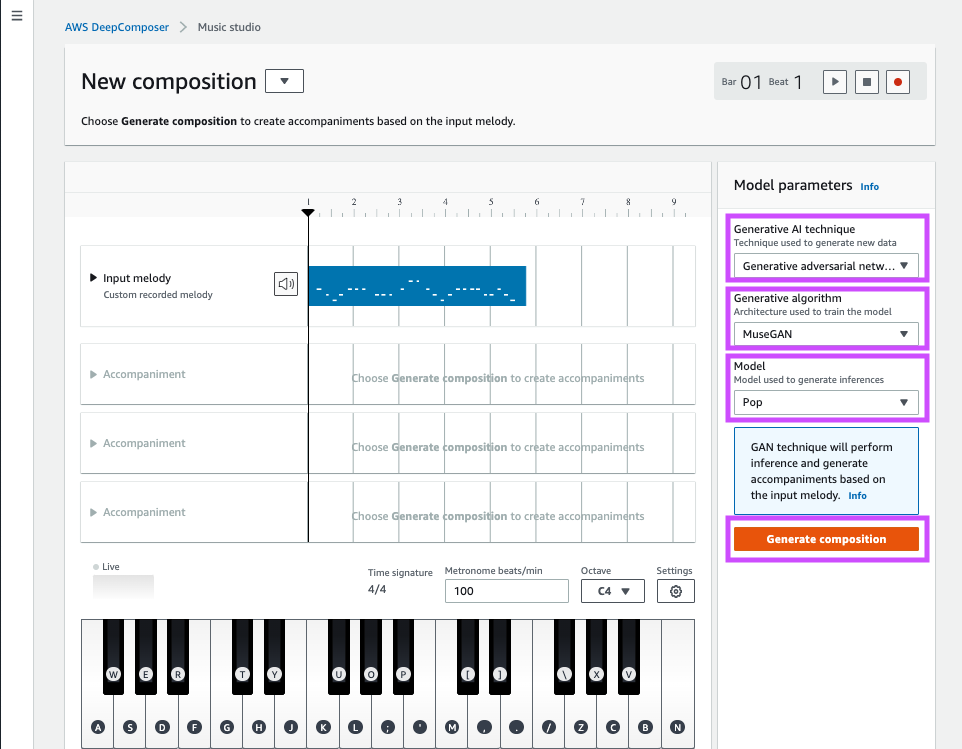 AWS DeepComposer > Music studio
New composition
Bar 01 Beat 1
Choose Generate composition to create accompaniments based on the input melody.
1 2 3 4 5 6 7 8 9
Input melody
Custom recorded melody
Accompaniment
Choose Generate composition to create accompaniments
Accompaniment
Choose Generate composition to create accompaniments
Accompaniment
Choose Generate composition to create accompaniments
Live
Time signature
4/4
Metronome beats/min
100
Octave
C4
Settings
W E R T Y U O P [ ] \ X V
A S D F G H J K L ; ' M , . / Z C B N
Model parameters Info
Generative AI technique
Technique used to generate new data
Generative adversarial netw...
Generative algorithm
Architecture used to train the model
MuseGAN
Model
Model used to generate inferences
Pop
GAN technique will perform
inference and generate
accompaniments based on
the input melody. Info
Generate composition